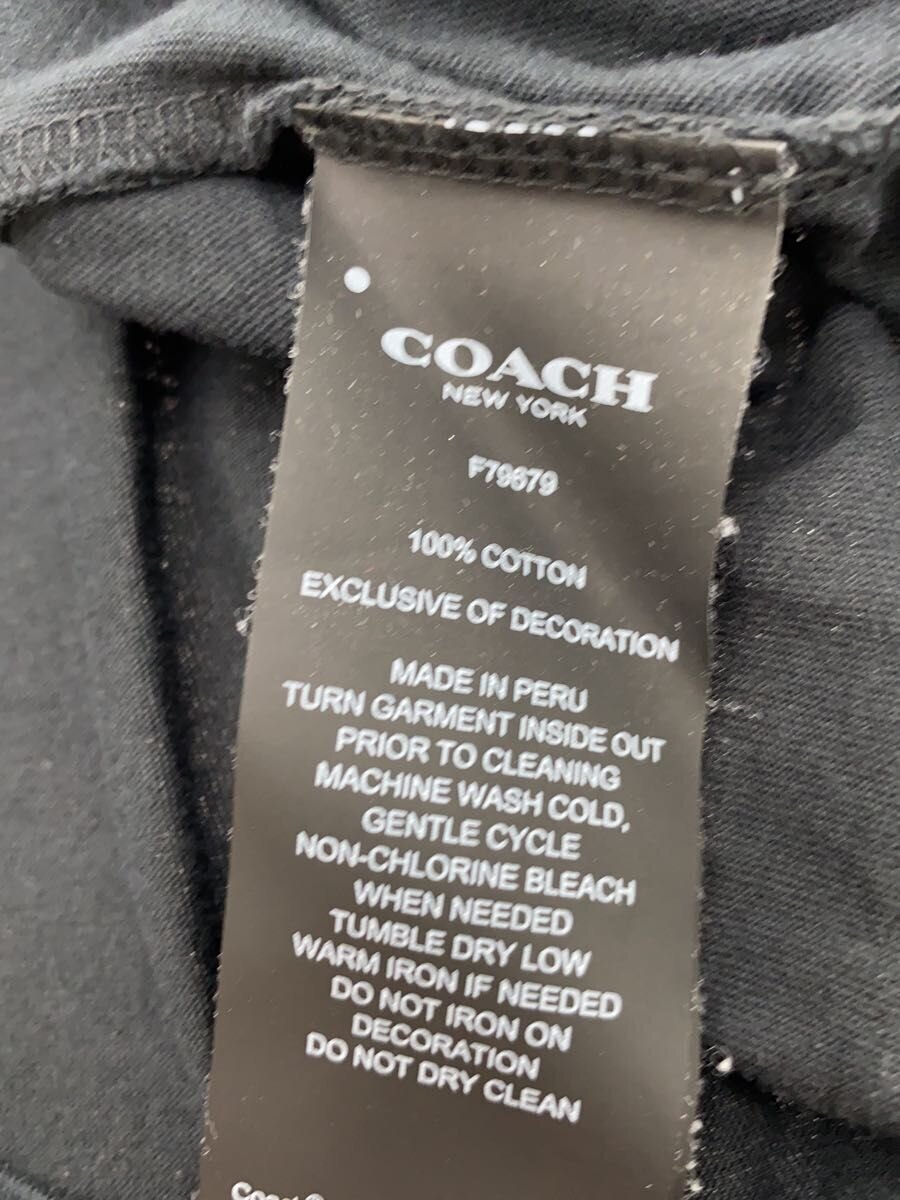 COACH
NEW YORK
F79679
100% COTTON
EXCLUSIVE OF DECORATION
MADE IN PERU
TURN GARMENT INSIDE OUT
PRIOR TO CLEANING
MACHINE WASH COLD,
GENTLE CYCLE
NON-CHLORINE BLEACH
WHEN NEEDED
TUMBLE DRY LOW
WARM IRON IF NEEDED
DO NOT IRON ON
DECORATION
DO NOT DRY CLEAN